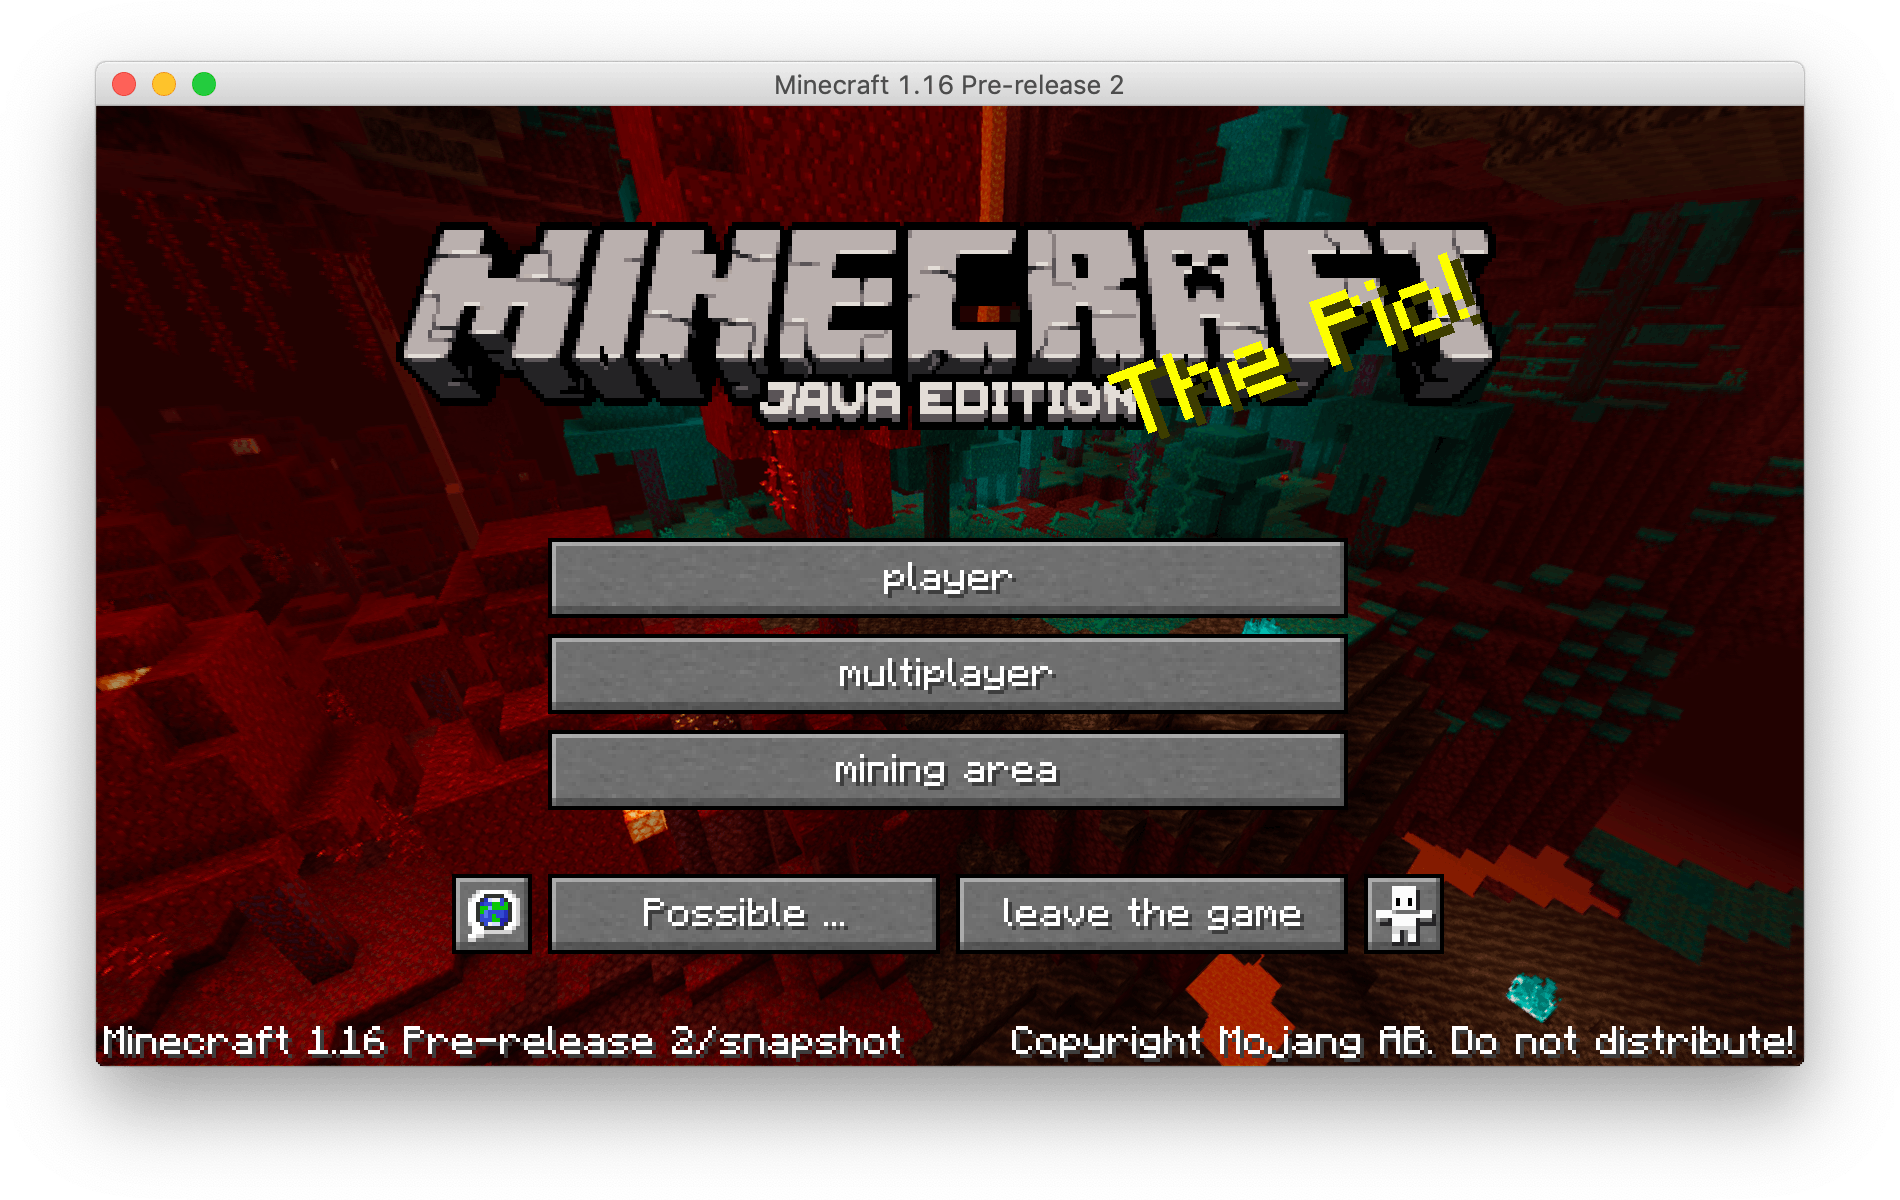 Minecraft 1.16 Pre-release 2
MINECRAFT
JAVA EDITION
The Pig!
player
multiplayer
mining area
Possible ...
leave the game
Minecraft 1.16 Pre-release 2/snapshot
Copyright Mojang AB. Do not distribute!